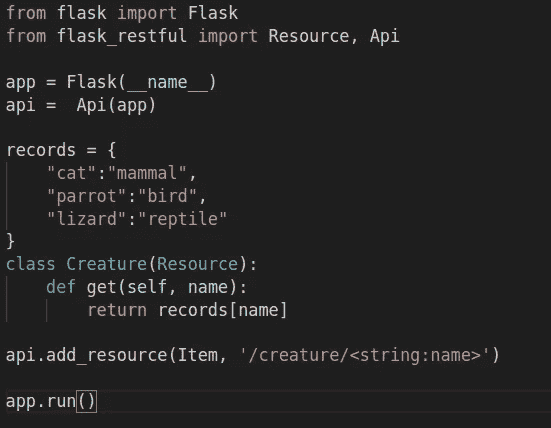 from flask import Flask
from flask_restful import Resource, Api
app = Flask(__name__)
api =  Api(app)
records = {
    "cat":"mammal",
    "parrot":"bird",
    "lizard":"reptile"
}
class Creature(Resource):
    def get(self, name):
        return records[name]
api.add_resource(Item, '/creature/<string:name>')
app.run()